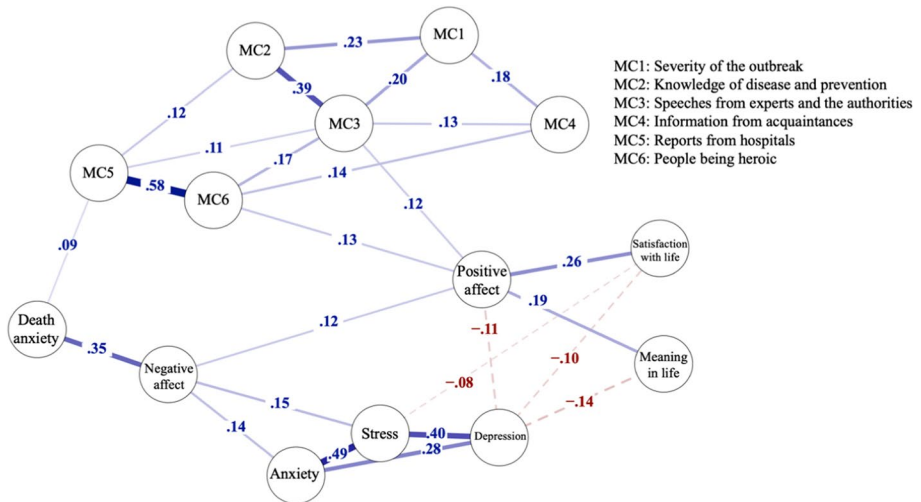 MC1
.23
MC2
MC1: Severity of the outbreak
MC2: Knowledge of disease and prevention
MC3: Speeches from experts and the authorities
MC4: Information from acquaintances
MC5: Reports from hospitals
MC6: People being heroic
.20
.18
.39
.12
MC3
.13
MC4
.11
.17
.14
MC5
.58
MC6
.12
.13
.09
Satisfaction
with life
.26
Positive
affect
.19
Death
anxiety
.12
−.11
.35
−.10
Meaning
in life
Negative
affect
−.08
.15
−.14
.14
Stress
.40
Depression
.49
.28
Anxiety